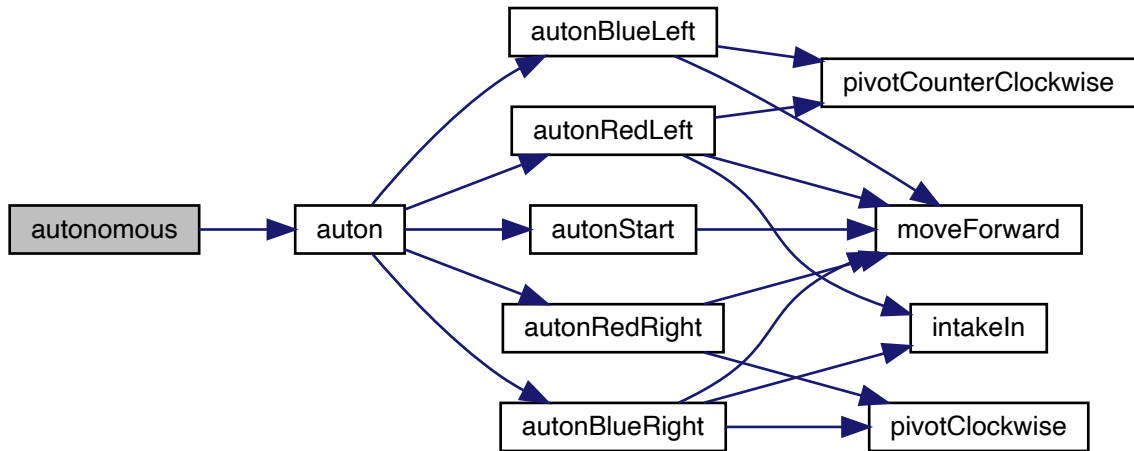 autonomous
auton
autonBlueLeft
autonRedLeft
autonStart
autonRedRight
autonBlueRight
pivotCounterClockwise
moveForward
intakeIn
pivotClockwise